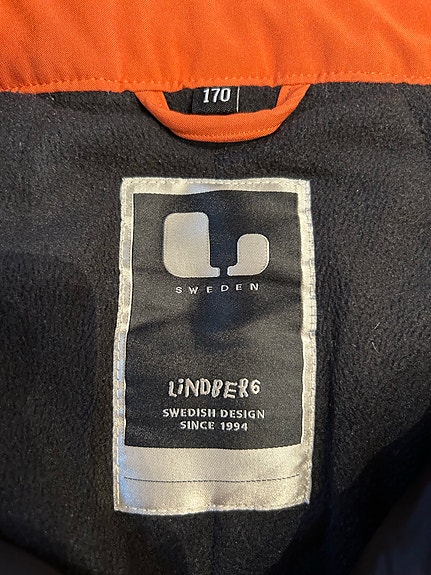 170
SWEDEN
LiNDBERG
SWEDISH DESIGN
SINCE 1994